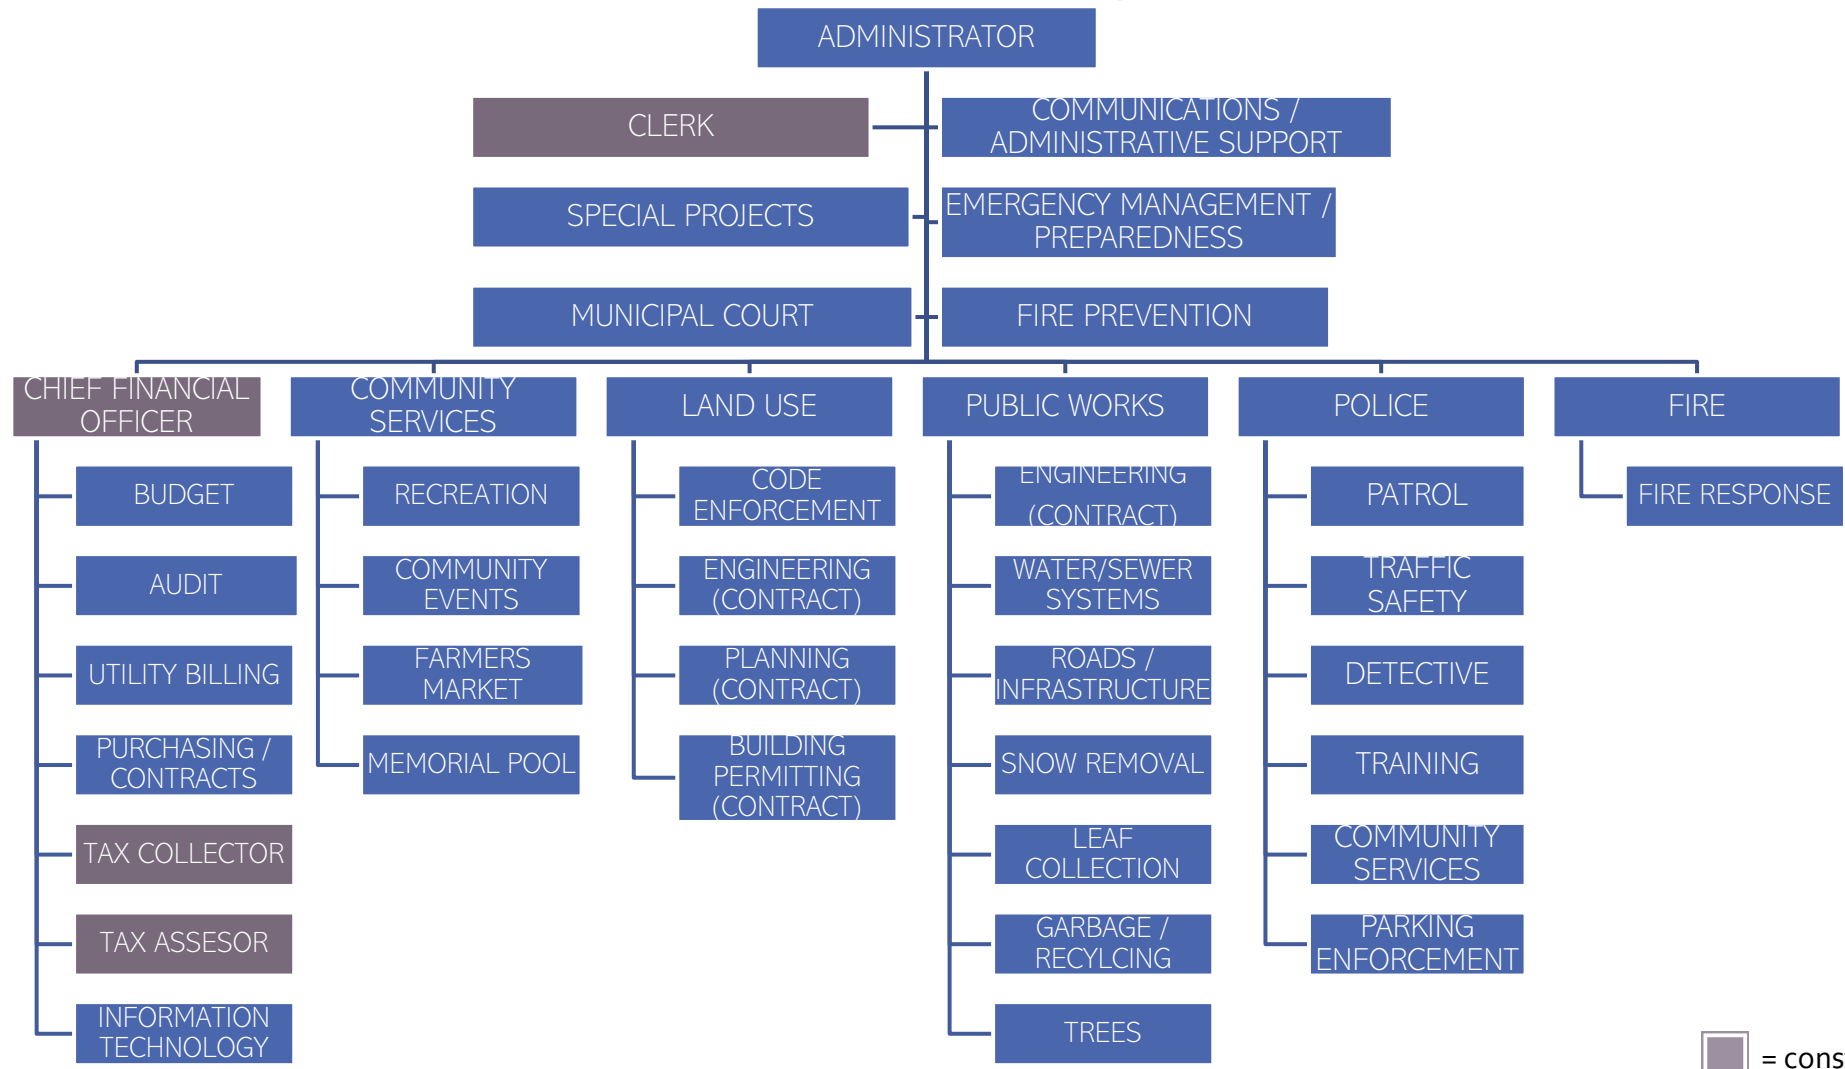 ADMINISTRATOR
CLERK
COMMUNICATIONS /
ADMINISTRATIVE SUPPORT
SPECIAL PROJECTS
EMERGENCY MANAGEMENT /
PREPAREDNESS
MUNICIPAL COURT
FIRE PREVENTION
CHIEF FINANCIAL
OFFICER
BUDGET
AUDIT
UTILITY BILLING
PURCHASING /
CONTRACTS
TAX COLLECTOR
TAX ASSESOR
INFORMATION
TECHNOLOGY
COMMUNITY
SERVICES
RECREATION
COMMUNITY
EVENTS
FARMERS
MARKET
MEMORIAL POOL
LAND USE
CODE
ENFORCEMENT
ENGINEERING
(CONTRACT)
PLANNING
(CONTRACT)
BUILDING
PERMITTING
(CONTRACT)
PUBLIC WORKS
ENGINEERING
(CONTRACT)
WATER/SEWER
SYSTEMS
ROADS /
INFRASTRUCTURE
SNOW REMOVAL
LEAF
COLLECTION
GARBAGE /
RECYLCING
TREES
POLICE
PATROL
TRAFFIC
SAFETY
DETECTIVE
TRAINING
COMMUNITY
SERVICES
PARKING
ENFORCEMENT
FIRE
FIRE RESPONSE
= cons